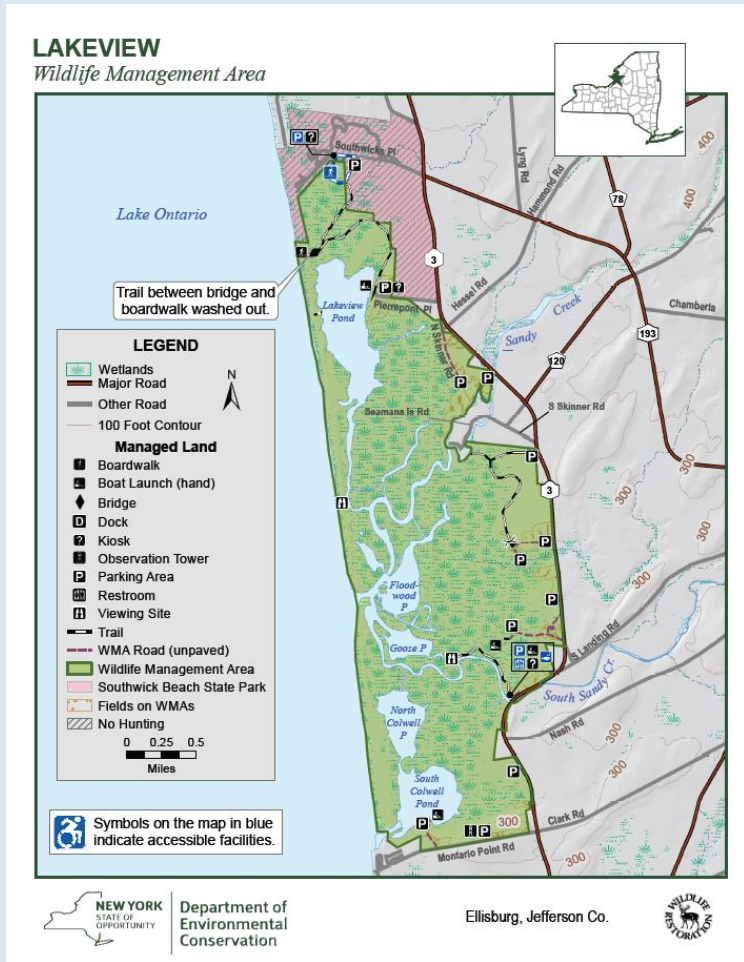 LAKEVIEW
Wildlife Management Area
Lake Ontario
Southwicks Pl
Lyng Rd
Hammond Rd
400
400
78
3
Trail between bridge and
boardwalk washed out.
Lakeview
Pond
Pierrepont Pl
Hessel Rd
N Skinner Rd
Sandy Creek
Chamberla
193
120
Seamans Is Rd
S Skinner Rd
3
300
300
300
300
LEGEND
Wetlands
Major Road
Other Road
100 Foot Contour
N
Managed Land
Boardwalk
Boat Launch (hand)
Bridge
D Dock
? Kiosk
Observation Tower
P Parking Area
Restroom
Viewing Site
Trail
WMA Road (unpaved)
Wildlife Management Area
Southwick Beach State Park
Fields on WMAs
No Hunting
0 0.25 0.5
Miles
Flood-
wood
P
Goose P
S Landing Rd
South Sandy Cr.
North
Colwell
P
Nash Rd
300
South
Colwell
Pond
300
Clark Rd
Montario Point Rd
300
Symbols on the map in blue
indicate accessible facilities.
NEW YORK
STATE OF
OPPORTUNITY
Department of
Environmental
Conservation
Ellisburg, Jefferson Co.
WILDLIFE
RESTORATION